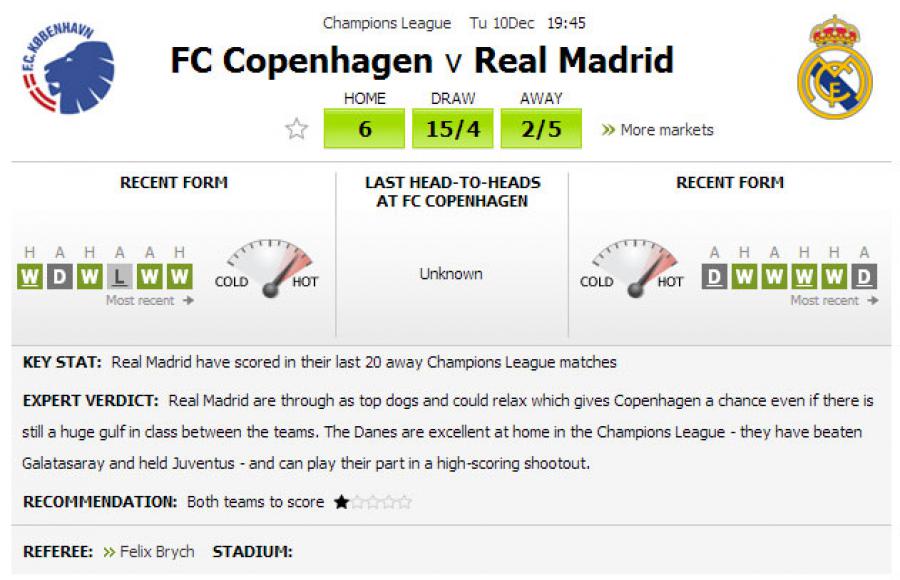 Champions League Tu 10Dec 19:45
F.C. KØBENHAVN
FC Copenhagen v Real Madrid
HOME DRAW AWAY
6 15/4 2/5 » More markets
RECENT FORM
LAST HEAD-TO-HEADS
AT FC COPENHAGEN
RECENT FORM
H A H A A H
W D W L W W
Most recent →
COLD HOT
Unknown
COLD HOT
A H A H H A
D W W W W D
Most recent →
KEY STAT: Real Madrid have scored in their last 20 away Champions League matches
EXPERT VERDICT: Real Madrid are through as top dogs and could relax which gives Copenhagen a chance even if there is
still a huge gulf in class between the teams. The Danes are excellent at home in the Champions League - they have beaten
Galatasaray and held Juventus - and can play their part in a high-scoring shootout.
RECOMMENDATION: Both teams to score ★☆☆☆☆
REFEREE: » Felix Brych STADIUM: